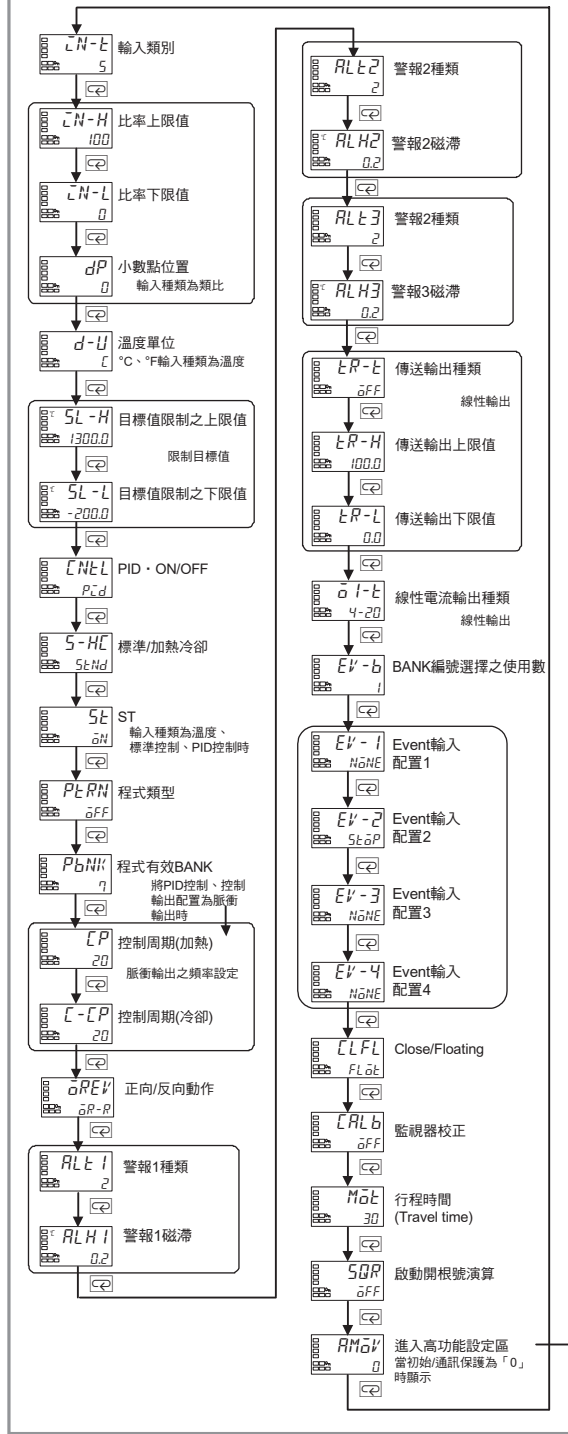 iN-t
5
輸入類別
iN-H
100
比率上限值
iN-L
0
比率下限值
dP
0
小數點位置
輸入種類為類比
d-U
C
溫度單位
°C、°F輸入種類為溫度
SL-H
1300.0
目標值限制之上限值
限制目標值
SL-L
-200.0
目標值限制之下限值
CNtL
Pid
PID・ON/OFF
S-HC
StNd
標準/加熱冷卻
St
oN
ST
輸入種類為溫度、
標準控制、PID控制時
PtRN
oFF
程式類型
PbNK
7
程式有效BANK
將PID控制、控制
輸出配置為脈衝
輸出時
CP
20
控制周期(加熱)
脈衝輸出之頻率設定
C-CP
20
控制周期(冷卻)
oREV
oR-R
正向/反向動作
ALt1
2
警報1種類
ALH1
0.2
警報1磁滯
ALt2
2
警報2種類
ALH2
0.2
警報2磁滯
ALt3
2
警報2種類
ALH3
0.2
警報3磁滯
tR-t
oFF
傳送輸出種類
線性輸出
tR-H
100.0
傳送輸出上限值
tR-L
0.0
傳送輸出下限值
o1-t
4-20
線性電流輸出種類
線性輸出
EV-b
1
BANK編號選擇之使用數
EV-1
NoNE
Event輸入
配置1
EV-2
StoP
Event輸入
配置2
EV-3
NoNE
Event輸入
配置3
EV-4
NoNE
Event輸入
配置4
CLFL
FLot
Close/Floating
CALb
oFF
監視器校正
Mot
30
行程時間
(Travel time)
SQR
oFF
啟動開根號演算
AMoV
0
進入高功能設定區
當初始/通訊保護為「0」
時顯示